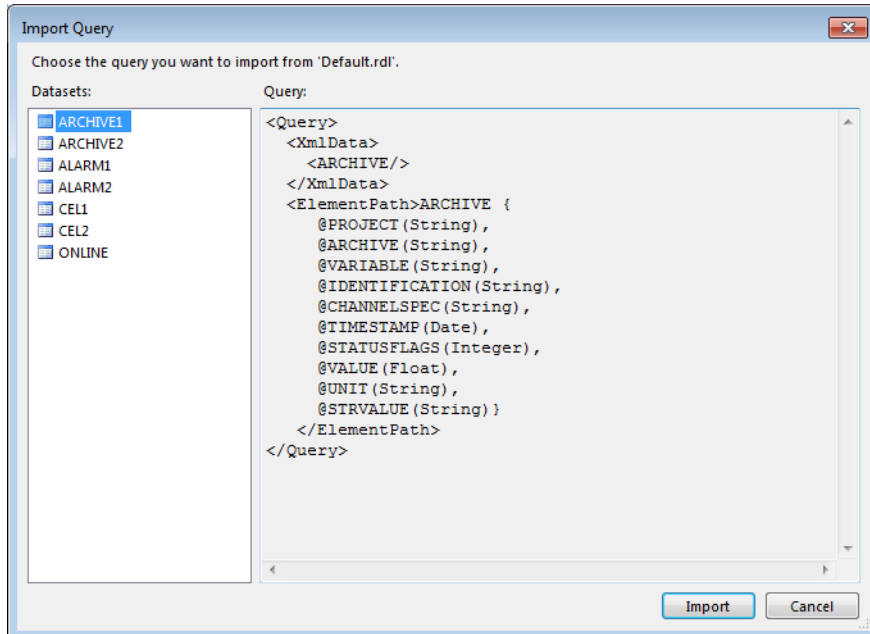 Import Query
Choose the query you want to import from 'Default.rdl'.
Datasets:
ARCHIVE1
ARCHIVE2
ALARM1
ALARM2
CEL1
CEL2
ONLINE
Query:
<Query>
  <XmlData>
    <ARCHIVE/>
  </XmlData>
  <ElementPath>ARCHIVE {
     @PROJECT(String),
     @ARCHIVE(String),
     @VARIABLE(String),
     @IDENTIFICATION(String),
     @CHANNELSPEC(String),
     @TIMESTAMP(Date),
     @STATUSFLAGS(Integer),
     @VALUE(Float),
     @UNIT(String),
     @STRVALUE(String)}
   </ElementPath>
</Query>
Import
Cancel